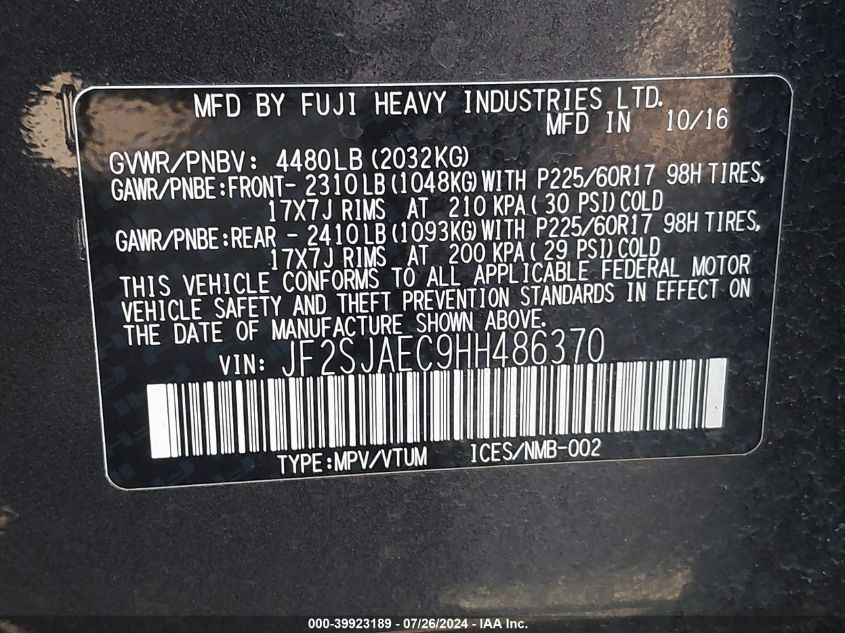 MFD BY FUJI HEAVY INDUSTRIES LTD.
MFD IN 10/16
GVWR/PNBV: 4480LB(2032KG)
GAWR/PNBE:FRONT- 2310LB(1048KG)WITH P225/60R17 98H TIRES,
17X7J RIMS AT 210 KPA( 30 PSI)COLD
GAWR/PNBE:REAR - 2410LB(1093KG)WITH P225/60R17 98H TIRES,
17X7J RIMS AT 200 KPA( 29 PSI)COLD
THIS VEHICLE CONFORMS TO ALL APPLICABLE FEDERAL MOTOR
VEHICLE SAFETY AND THEFT PREVENTION STANDARDS IN EFFECT ON
THE DATE OF MANUFACTURE SHOWN ABOVE.
VIN: JF2SJAEC9HH486370
TYPE:MPV/VTUM ICES/NMB-002
000-39923189 - 07/26/2024 - IAA Inc.